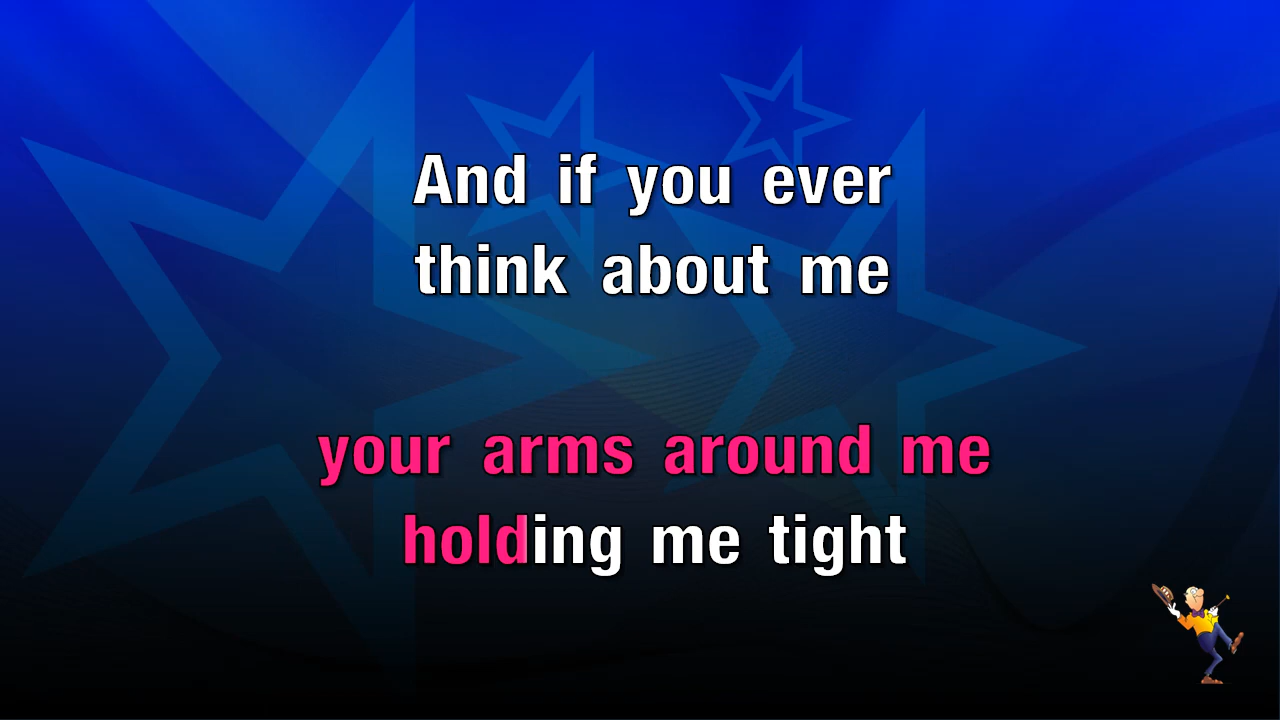 And if you ever
think about me
your arms around me
holding me tight